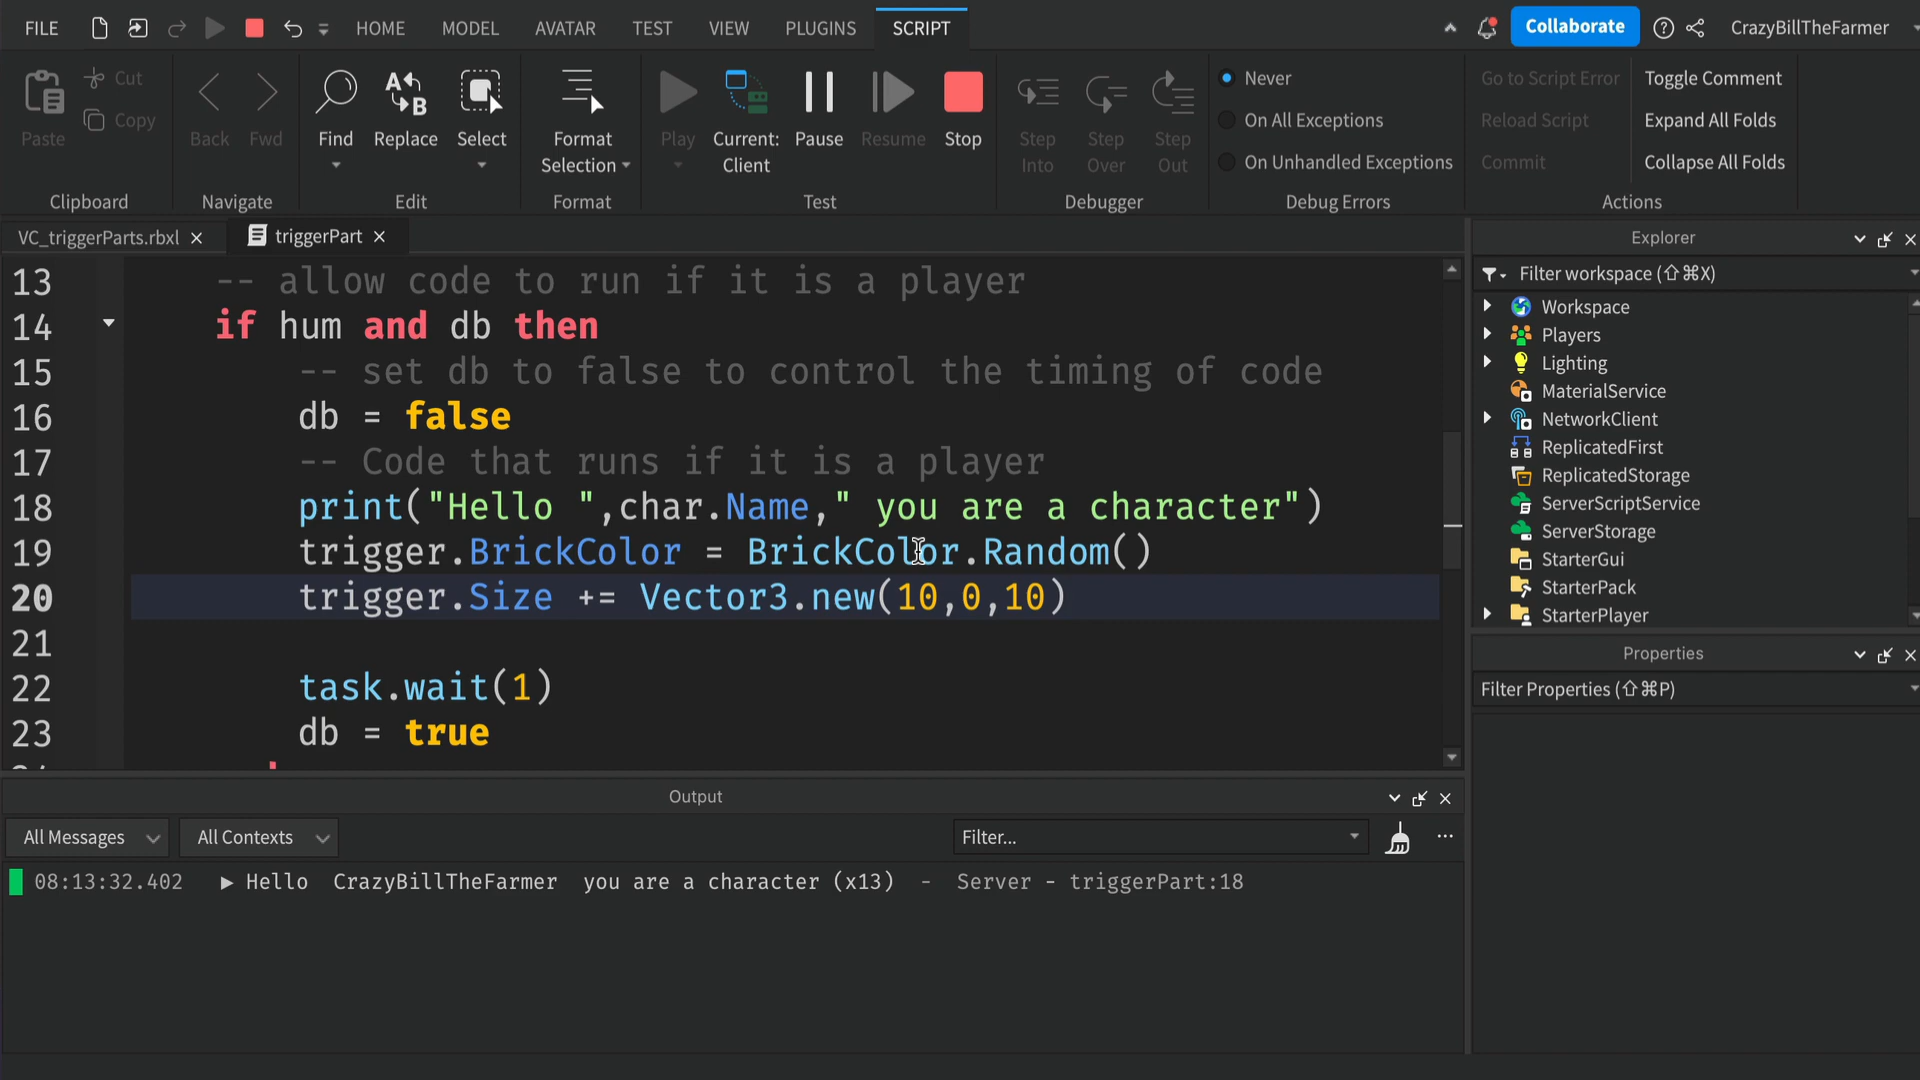 FILE HOME MODEL AVATAR TEST VIEW PLUGINS SCRIPT Collaborate CrazyBillTheFarmer
Paste Cut Copy
Clipboard
Back Fwd
Navigate
Find Replace Select
Edit
Format Selection
Format
Play Current: Client Pause Resume Stop
Test
Step Into Step Over Step Out
Debugger
Never
On All Exceptions
On Unhandled Exceptions
Debug Errors
Go to Script Error
Reload Script
Commit
Toggle Comment
Expand All Folds
Collapse All Folds
Actions
VC_triggerParts.rbxl triggerPart
13 -- allow code to run if it is a player
14 if hum and db then
15 -- set db to false to control the timing of code
16 db = false
17 -- Code that runs if it is a player
18 print("Hello ",char.Name," you are a character")
19 trigger.BrickColor = BrickColor.Random()
20 trigger.Size += Vector3.new(10,0,10)
21
22 task.wait(1)
23 db = true
Explorer
Filter workspace (⇧⌘X)
Workspace
Players
Lighting
MaterialService
NetworkClient
ReplicatedFirst
ReplicatedStorage
ServerScriptService
ServerStorage
StarterGui
StarterPack
StarterPlayer
Properties
Filter Properties (⇧⌘P)
Output
All Messages All Contexts Filter... ...
08:13:32.402 ▶ Hello CrazyBillTheFarmer you are a character (x13) - Server - triggerPart:18